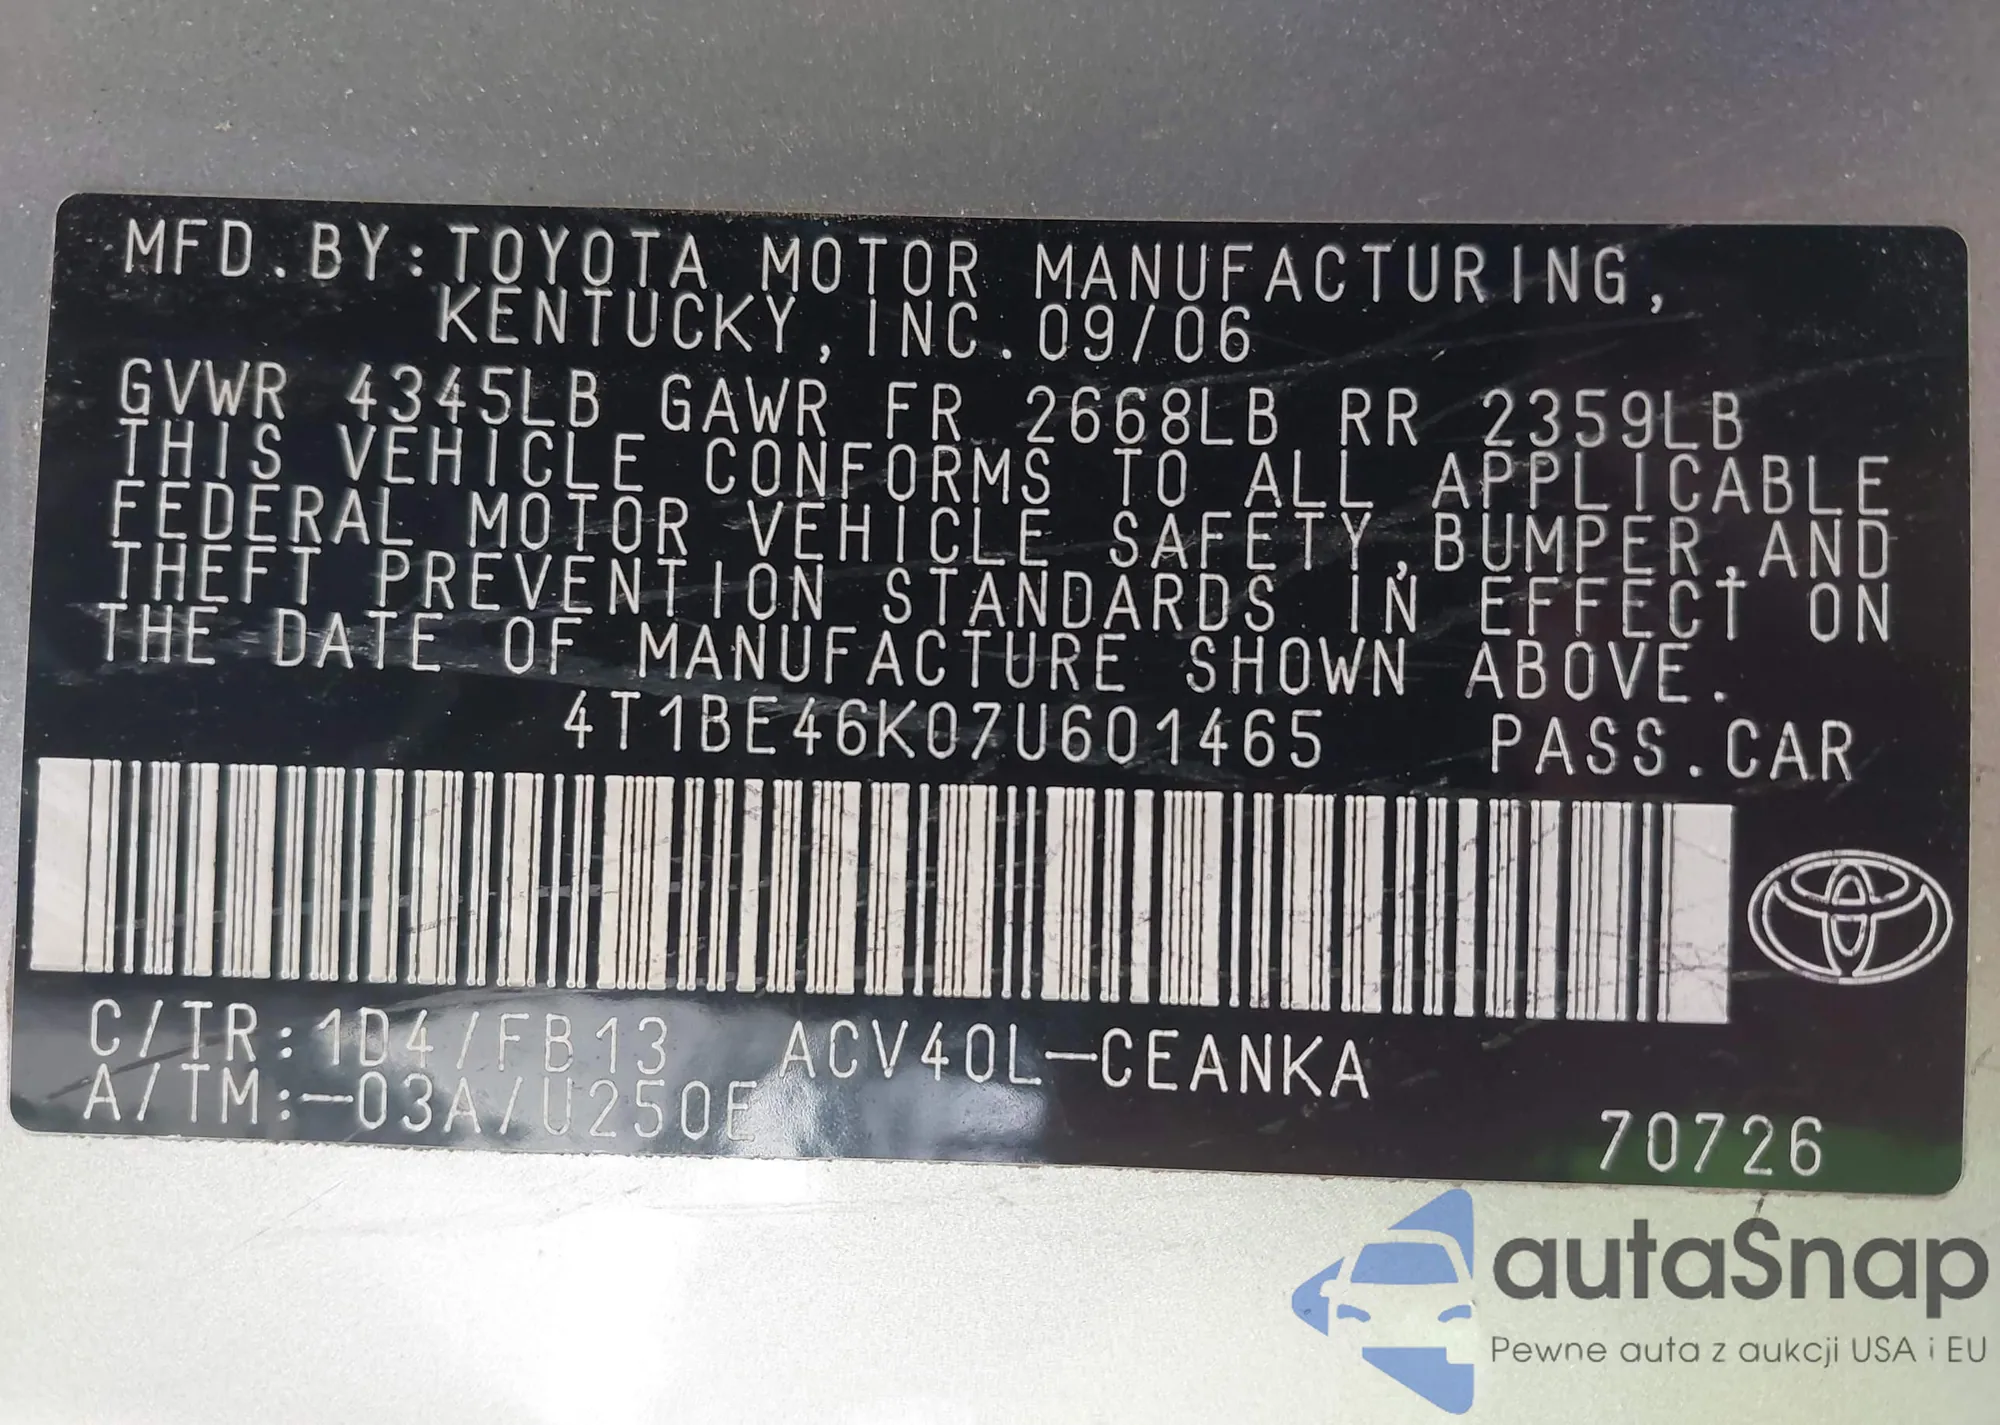 MFD.BY:TOYOTA MOTOR MANUFACTURING,
KENTUCKY,INC.09/06
GVWR 4345LB GAWR FR 2668LB RR 2359LB
THIS VEHICLE CONFORMS TO ALL APPLICABLE
FEDERAL MOTOR VEHICLE SAFETY,BUMPER,AND
THEFT PREVENTION STANDARDS IN EFFECT ON
THE DATE OF MANUFACTURE SHOWN ABOVE.
4T1BE46K07U601465 PASS.CAR
C/TR:1D4/FB13 ACV40L-CEANKA
A/TM:-03A/U250E
70726
autaSnap
Pewne auta z aukcji USA i EU